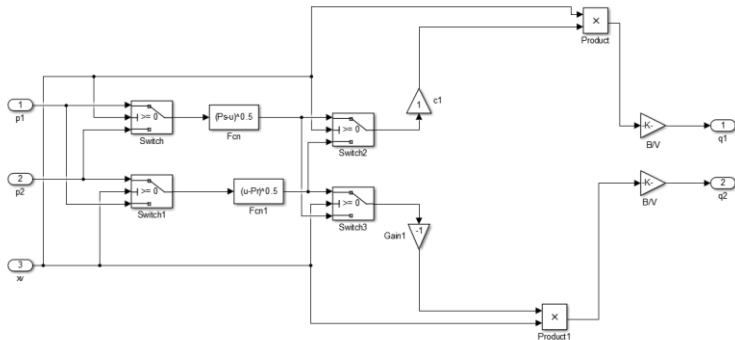 ×
Product
1
c1
1
p1
>= 0
Switch
(Ps-u)^0.5
Fcn
>= 0
Switch2
-K-
B/V
1
q1
2
p2
>= 0
Switch1
(u-Pr)^0.5
Fcn1
>= 0
Switch3
-K-
B/V
2
q2
Gain1
-1
3
xv
×
Product1